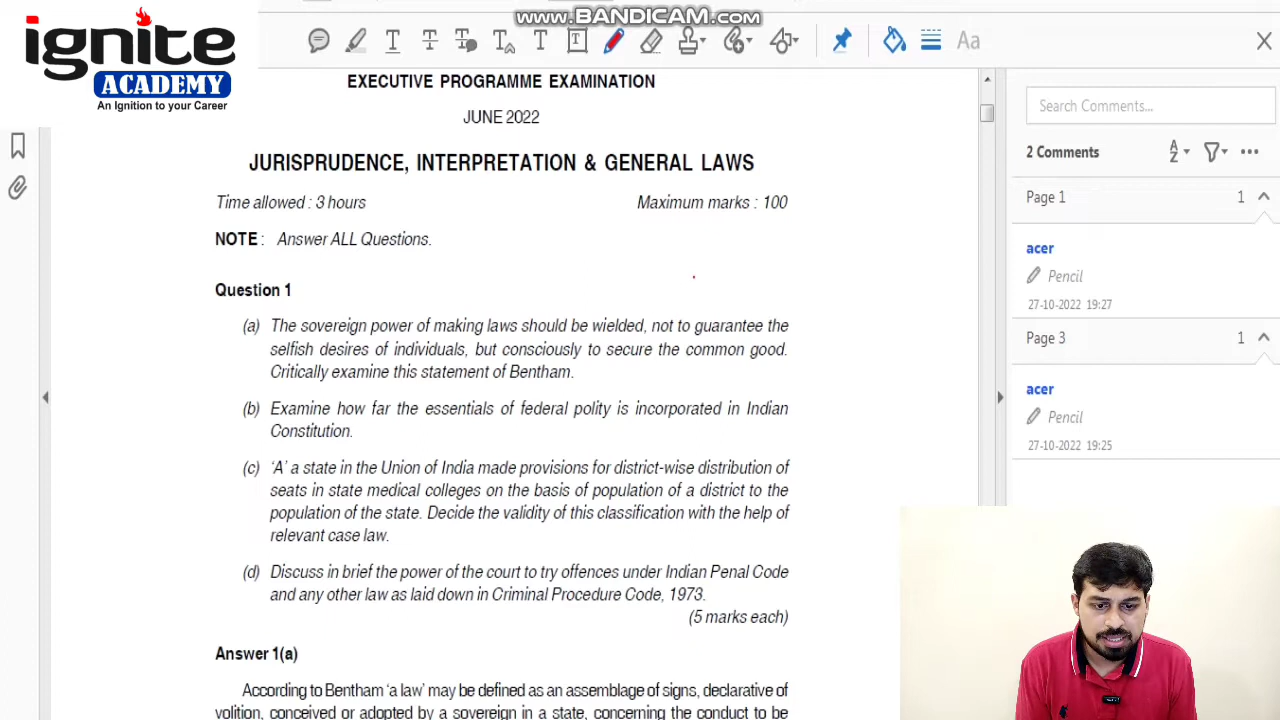 www.BANDICAM.com
ignite
ACADEMY
An Ignition to your Career
Aa
EXECUTIVE PROGRAMME EXAMINATION
JUNE 2022
JURISPRUDENCE, INTERPRETATION & GENERAL LAWS
Time allowed : 3 hours Maximum marks : 100
NOTE : Answer ALL Questions.
Question 1
(a) The sovereign power of making laws should be wielded, not to guarantee the
selfish desires of individuals, but consciously to secure the common good.
Critically examine this statement of Bentham.
(b) Examine how far the essentials of federal polity is incorporated in Indian
Constitution.
(c) ‘A’ a state in the Union of India made provisions for district-wise distribution of
seats in state medical colleges on the basis of population of a district to the
population of the state. Decide the validity of this classification with the help of
relevant case law.
(d) Discuss in brief the power of the court to try offences under Indian Penal Code
and any other law as laid down in Criminal Procedure Code, 1973.
(5 marks each)
Answer 1(a)
According to Bentham ‘a law’ may be defined as an assemblage of signs, declarative of
volition, conceived or adopted by a sovereign in a state, concerning the conduct to be
Search Comments...
2 Comments
Page 1 1
acer
Pencil
27-10-2022 19:27
Page 3 1
acer
Pencil
27-10-2022 19:25